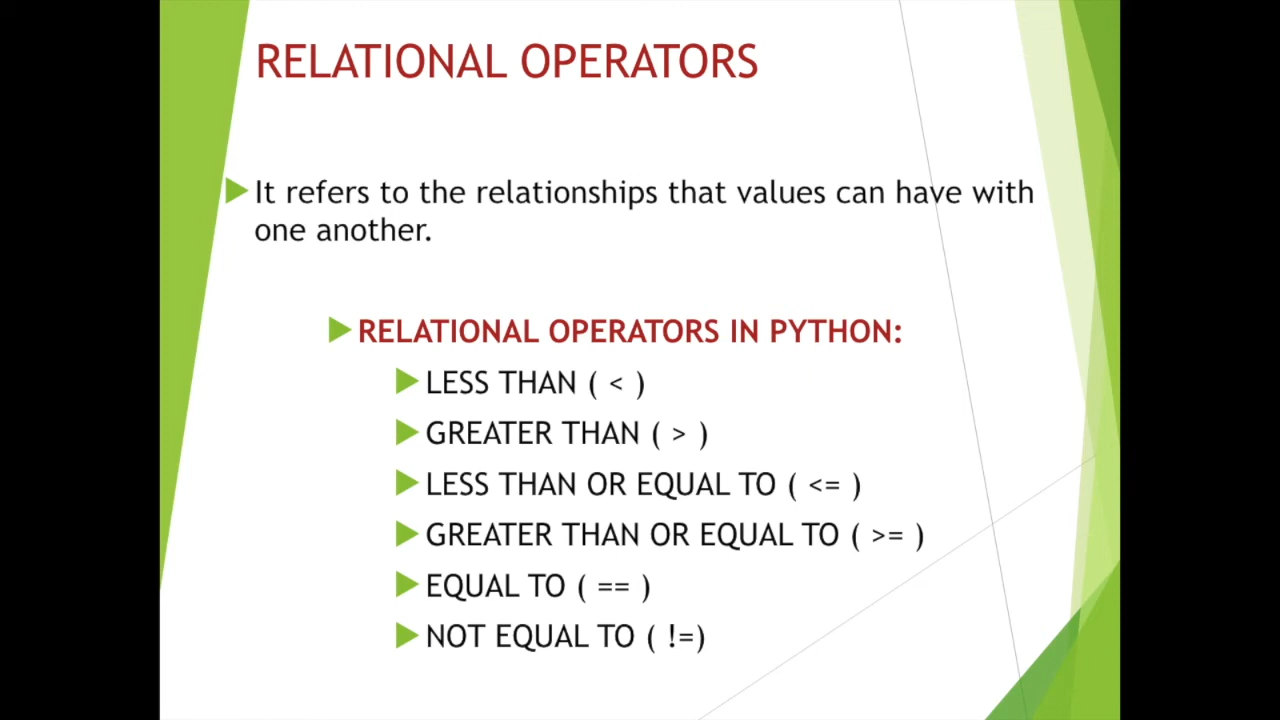 RELATIONAL OPERATORS
It refers to the relationships that values can have with
one another.
RELATIONAL OPERATORS IN PYTHON:
LESS THAN ( < )
GREATER THAN ( > )
LESS THAN OR EQUAL TO ( <= )
GREATER THAN OR EQUAL TO ( >= )
EQUAL TO ( == )
NOT EQUAL TO ( !=)